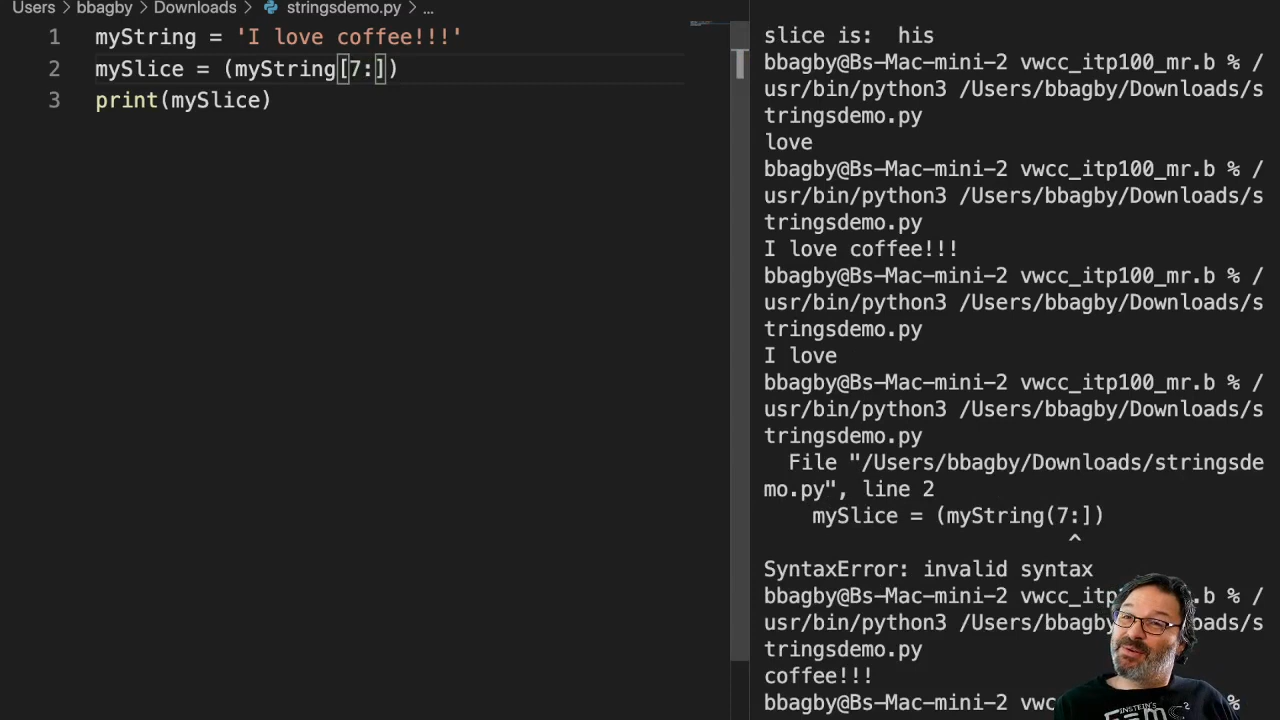 Users > bbagby > Downloads > stringsdemo.py > ...
1 myString = 'I love coffee!!!'
2 mySlice = (myString[7:])
3 print(mySlice)
slice is:  his
bbagby@Bs-Mac-mini-2 vwcc_itp100_mr.b % /
usr/bin/python3 /Users/bbagby/Downloads/s
tringsdemo.py
love
bbagby@Bs-Mac-mini-2 vwcc_itp100_mr.b % /
usr/bin/python3 /Users/bbagby/Downloads/s
tringsdemo.py
I love coffee!!!
bbagby@Bs-Mac-mini-2 vwcc_itp100_mr.b % /
usr/bin/python3 /Users/bbagby/Downloads/s
tringsdemo.py
I love
bbagby@Bs-Mac-mini-2 vwcc_itp100_mr.b % /
usr/bin/python3 /Users/bbagby/Downloads/s
tringsdemo.py
File "/Users/bbagby/Downloads/stringsde
mo.py", line 2
mySlice = (myString(7:])
^
SyntaxError: invalid syntax
bbagby@Bs-Mac-mini-2 vwcc_it .b % /
usr/bin/python3 /Users/bbagby oads/s
tringsdemo.py
coffee!!!
bbagby@Bs-Mac-mini-2 vwcc_it %
EINSTEIN'S